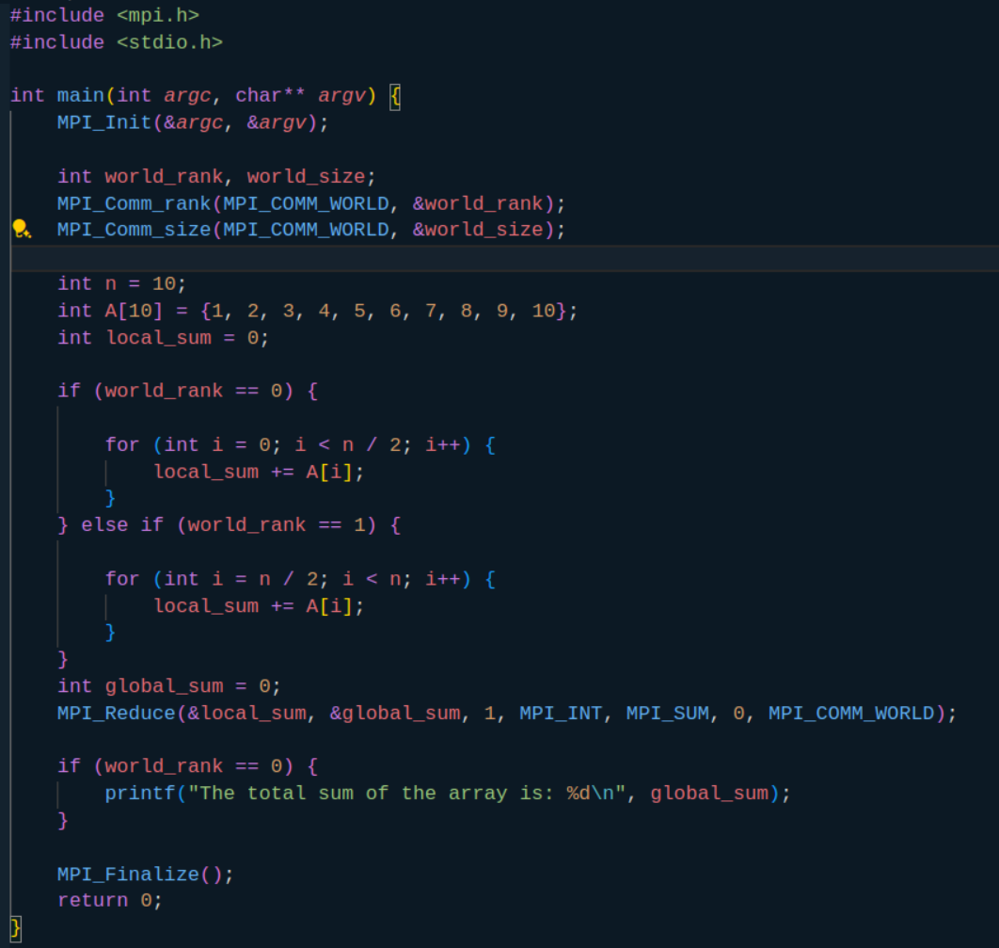 #include <mpi.h>
#include <stdio.h>
int main(int argc, char** argv) {
    MPI_Init(&argc, &argv);
    int world_rank, world_size;
    MPI_Comm_rank(MPI_COMM_WORLD, &world_rank);
    MPI_Comm_size(MPI_COMM_WORLD, &world_size);
    int n = 10;
    int A[10] = {1, 2, 3, 4, 5, 6, 7, 8, 9, 10};
    int local_sum = 0;
    if (world_rank == 0) {
        for (int i = 0; i < n / 2; i++) {
            local_sum += A[i];
        }
    } else if (world_rank == 1) {
        for (int i = n / 2; i < n; i++) {
            local_sum += A[i];
        }
    }
    int global_sum = 0;
    MPI_Reduce(&local_sum, &global_sum, 1, MPI_INT, MPI_SUM, 0, MPI_COMM_WORLD);
    if (world_rank == 0) {
        printf("The total sum of the array is: %d\n", global_sum);
    }
    MPI_Finalize();
    return 0;
}